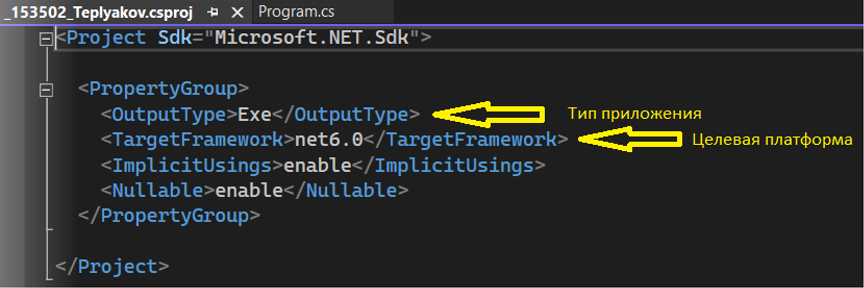 _153502_Teplyakov.csproj Program.cs
<Project Sdk="Microsoft.NET.Sdk">
<PropertyGroup>
<OutputType>Exe</OutputType> Тип приложения
<TargetFramework>net6.0</TargetFramework> Целевая платформа
<ImplicitUsings>enable</ImplicitUsings>
<Nullable>enable</Nullable>
</PropertyGroup>
</Project>